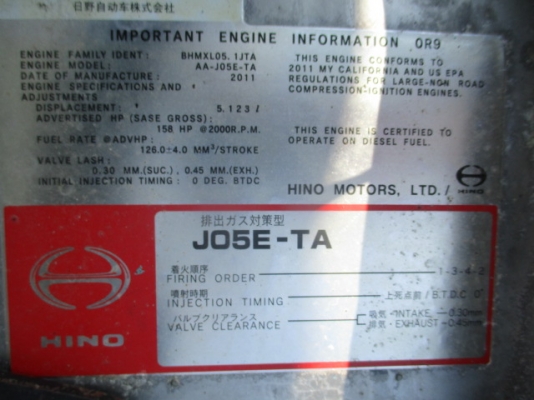 日野自動車株式会社
IMPORTANT ENGINE INFORMATION OR9
ENGINE FAMILY IDENT: BHMXL05.1JTA
ENGINE MODEL: AA-J05E-TA
DATE OF MANUFACTURE: 2011
ENGINE SPECIFICATIONS AND
ADJUSTMENTS
DISPLACEMENT: 5.123ℓ
ADVERTISED HP (SASE GROSS):
158 HP @2000R.P.M.
FUEL RATE @ADVHP:
126.0±4.0 MM³/STROKE
VALVE LASH:
0.30 MM.(SUC.), 0.45 MM.(EXH.)
INITIAL INJECTION TIMING: 0 DEG. BTDC
THIS ENGINE CONFORMS TO
2011 MY CALIFORNIA AND US EPA
REGULATIONS FOR LARGE-NON ROAD
COMPRESSION-IGNITION ENGINES.
THIS ENGINE IS CERTIFIED TO
OPERATE ON DIESEL FUEL.
HINO MOTORS, LTD./ HINO
HINO
排出ガス対策型
J05E-TA
着火順序
FIRING ORDER 1-3-4-2
噴射時期
INJECTION TIMING 上死点前/B.T.D.C 0°
バルブクリアランス
VALVE CLEARANCE
吸気・INTAKE 0.30mm
排気・EXHAUST 0.45mm